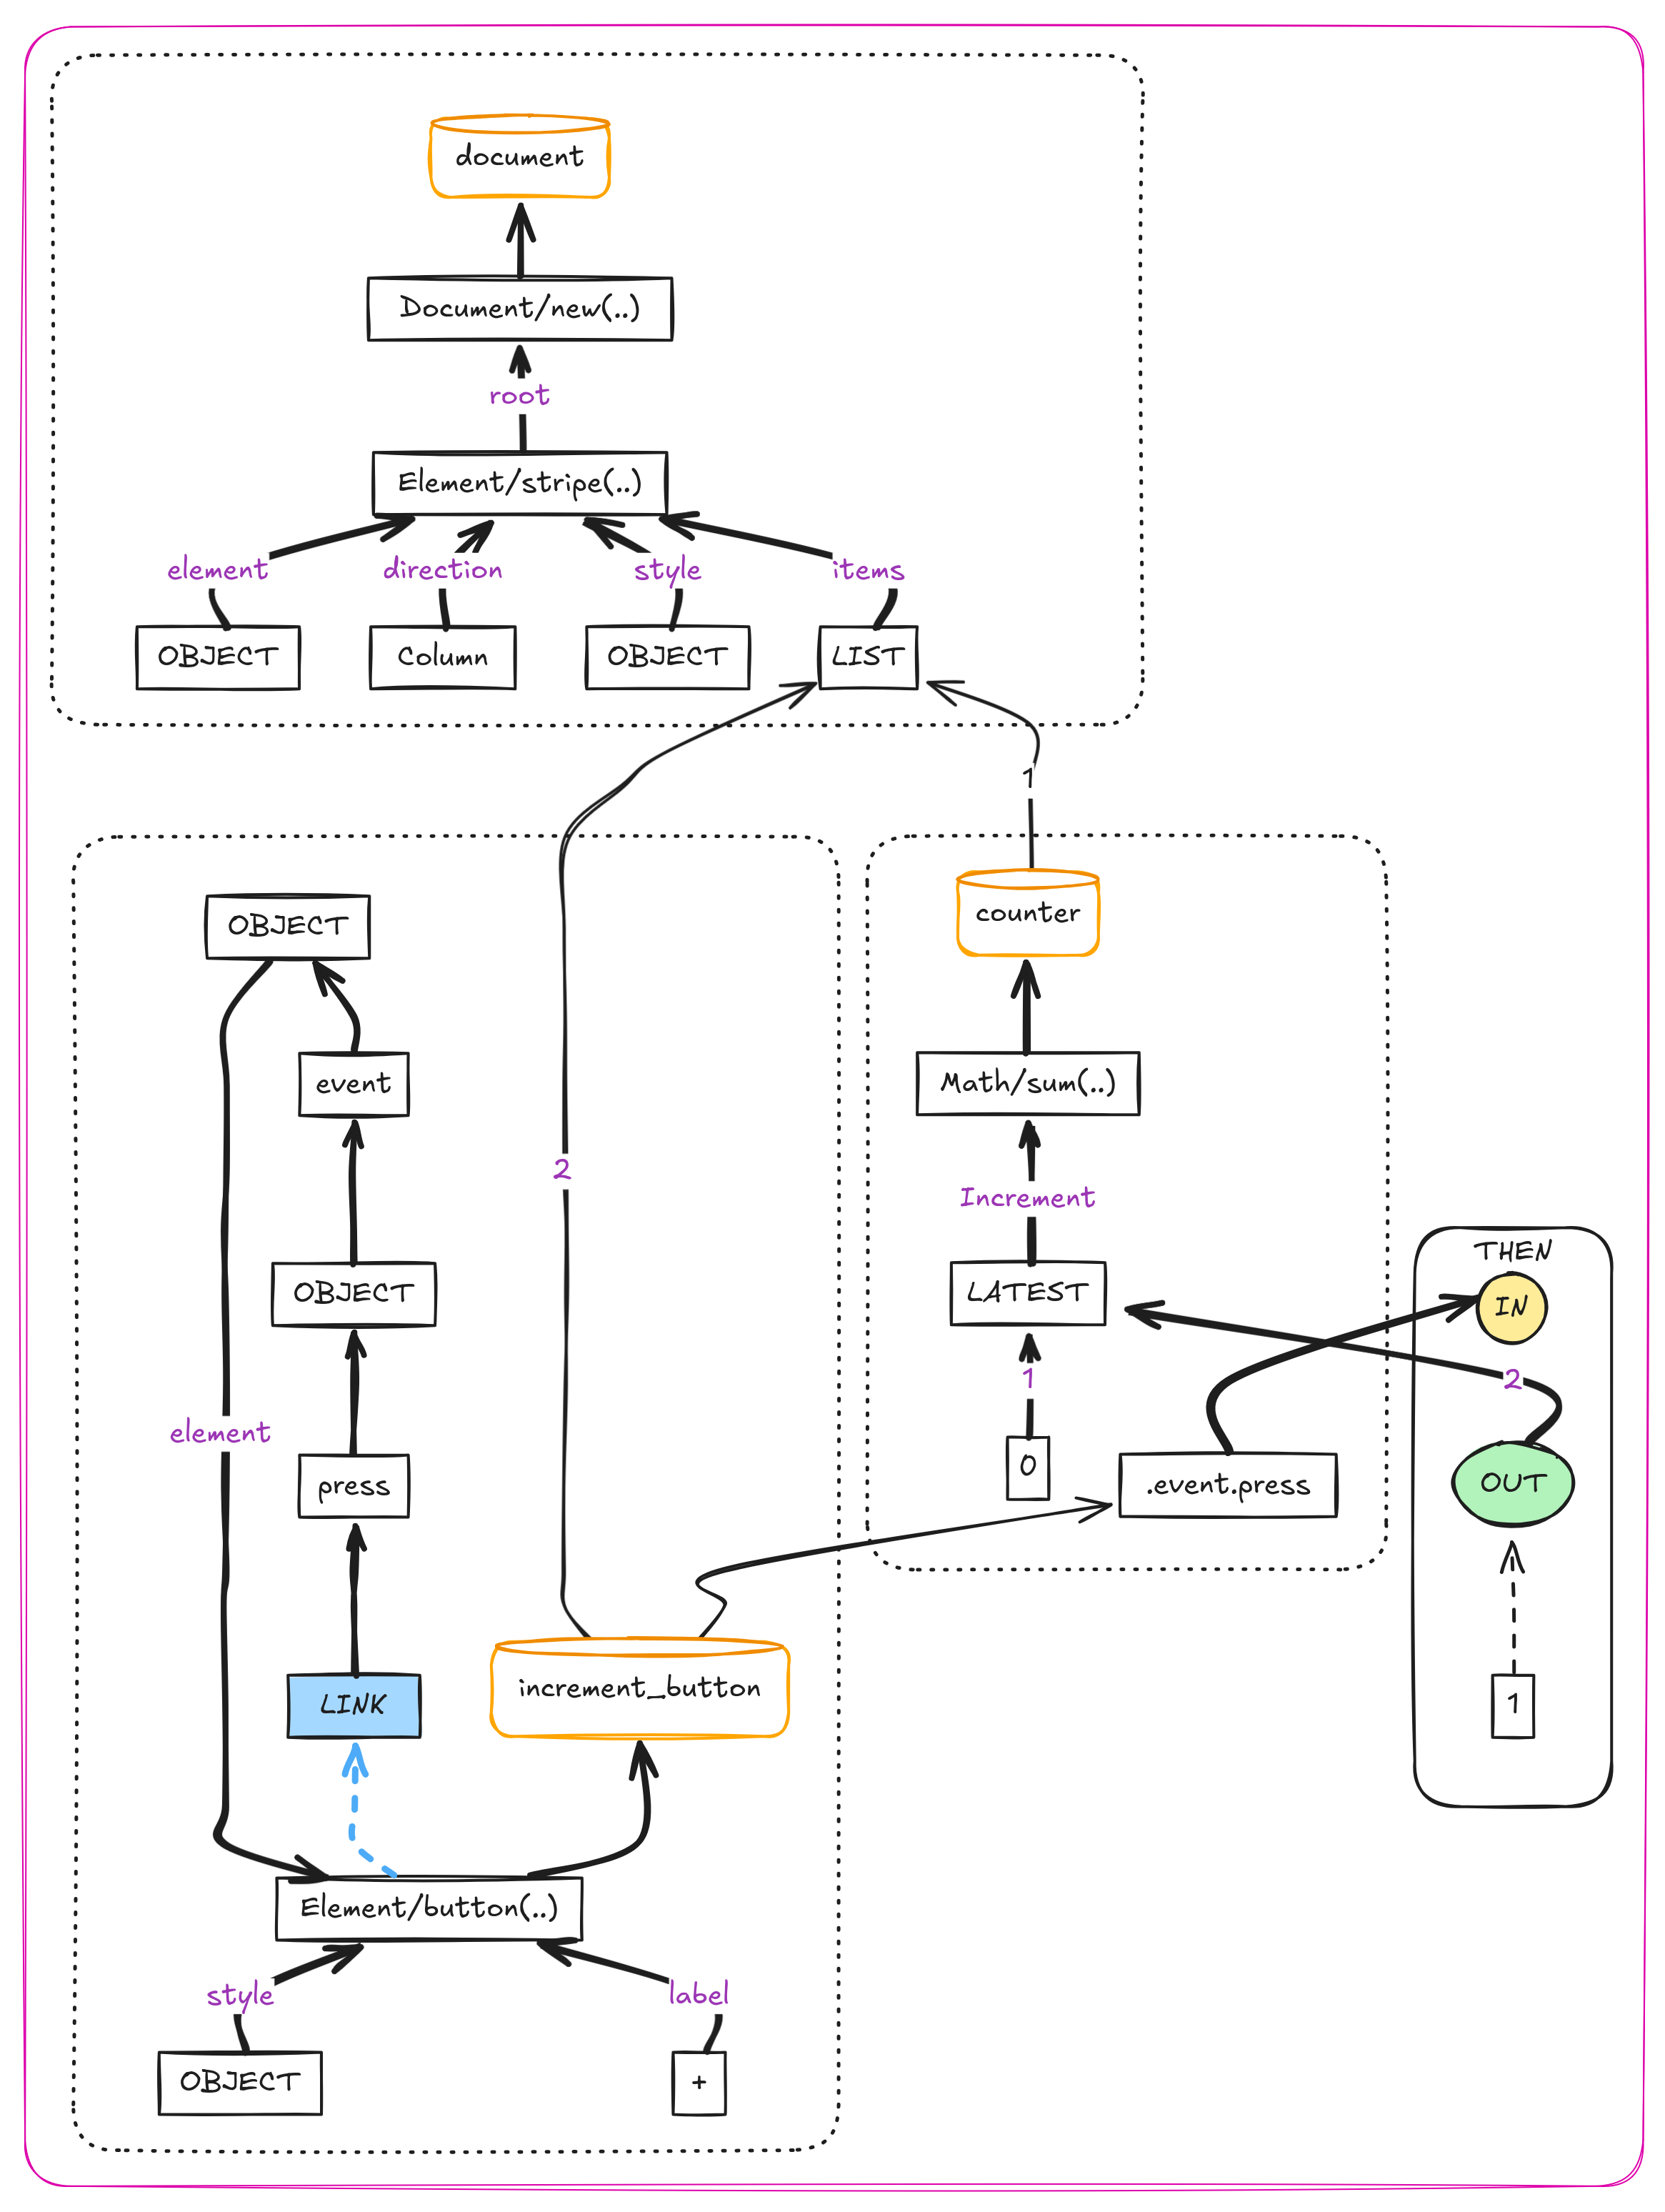 document
Document/new(..)
root
Element/stripe(..)
element
direction
style
items
OBJECT
Column
OBJECT
LIST
1
counter
OBJECT
event
Math/sum(..)
2
Increment
THEN
OBJECT
LATEST
IN
1
2
element
0
press
.event.press
OUT
LINK
increment_button
1
Element/button(..)
style
label
OBJECT
+